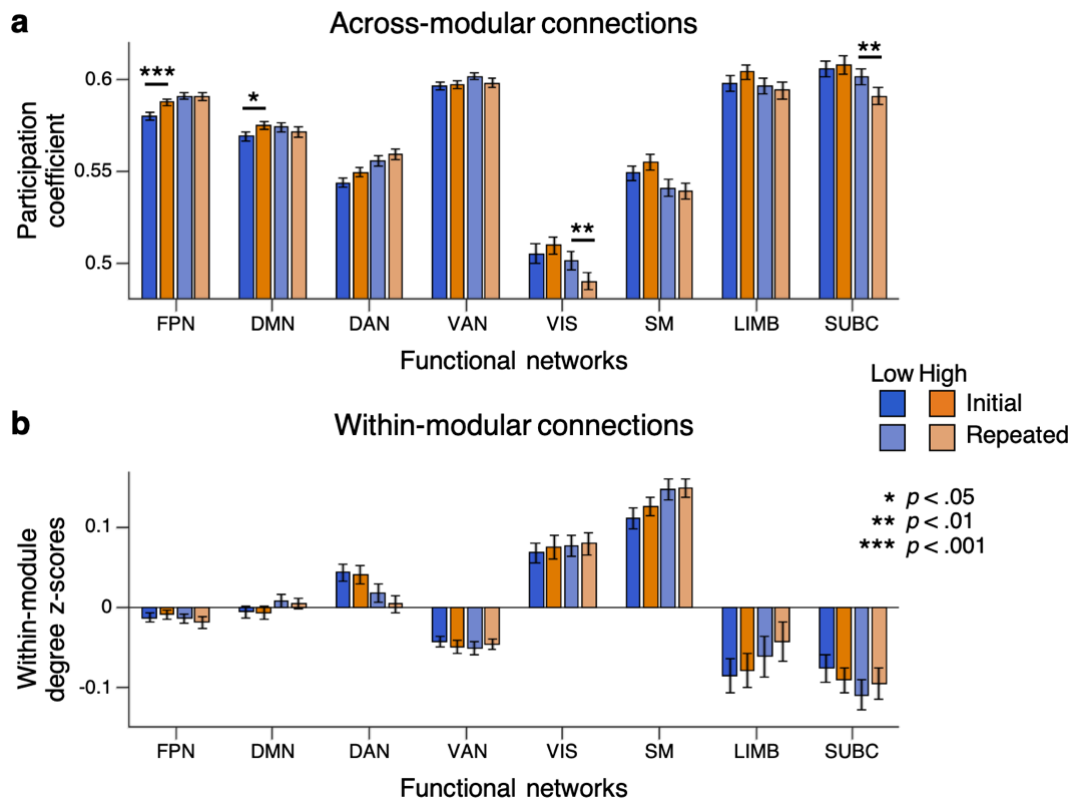 a
Across-modular connections
***
*
**
**
0.6
0.55
0.5
Participation
coefficient
FPN DMN DAN VAN VIS SM LIMB SUBC
Functional networks
Low High
Initial
Repeated
b
Within-modular connections
* p < .05
** p < .01
*** p < .001
0.1
0
-0.1
Within-module
degree z-scores
FPN DMN DAN VAN VIS SM LIMB SUBC
Functional networks